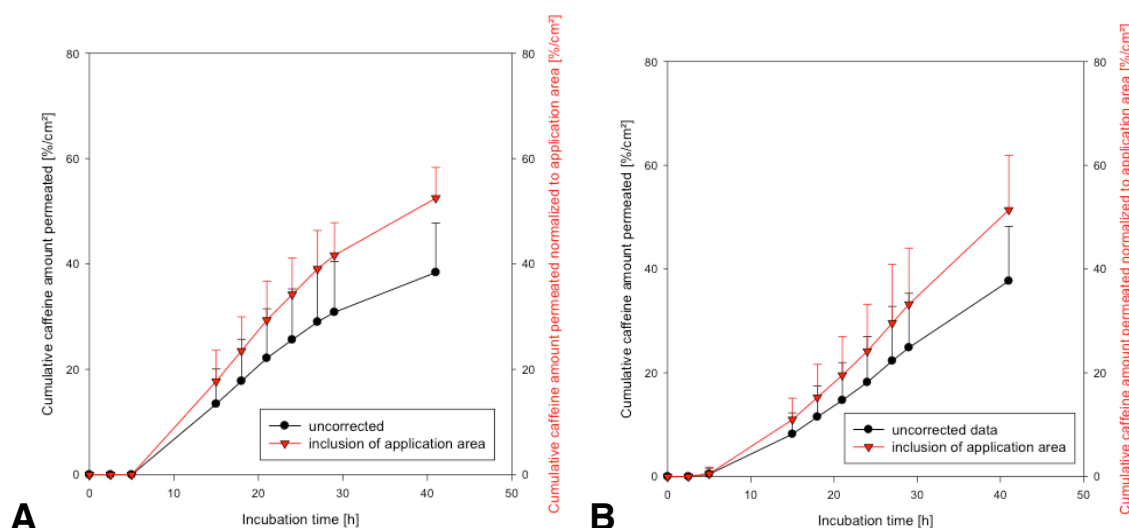 Cumulative caffeine amount permeated [%/cm²]
80
60
40
20
0
0 10 20 30 40 50
Incubation time [h]
uncorrected
inclusion of application area
80
60
40
20
0
Cumulative caffeine amount permeated normalized to application area [%/cm²]
A
Cumulative caffeine amount permeated [%/cm²]
80
60
40
20
0
0 10 20 30 40 50
Incubation time [h]
uncorrected data
inclusion of application area
80
60
40
20
0
Cumulative caffeine amount permeated normalized to application area [%/cm²]
B